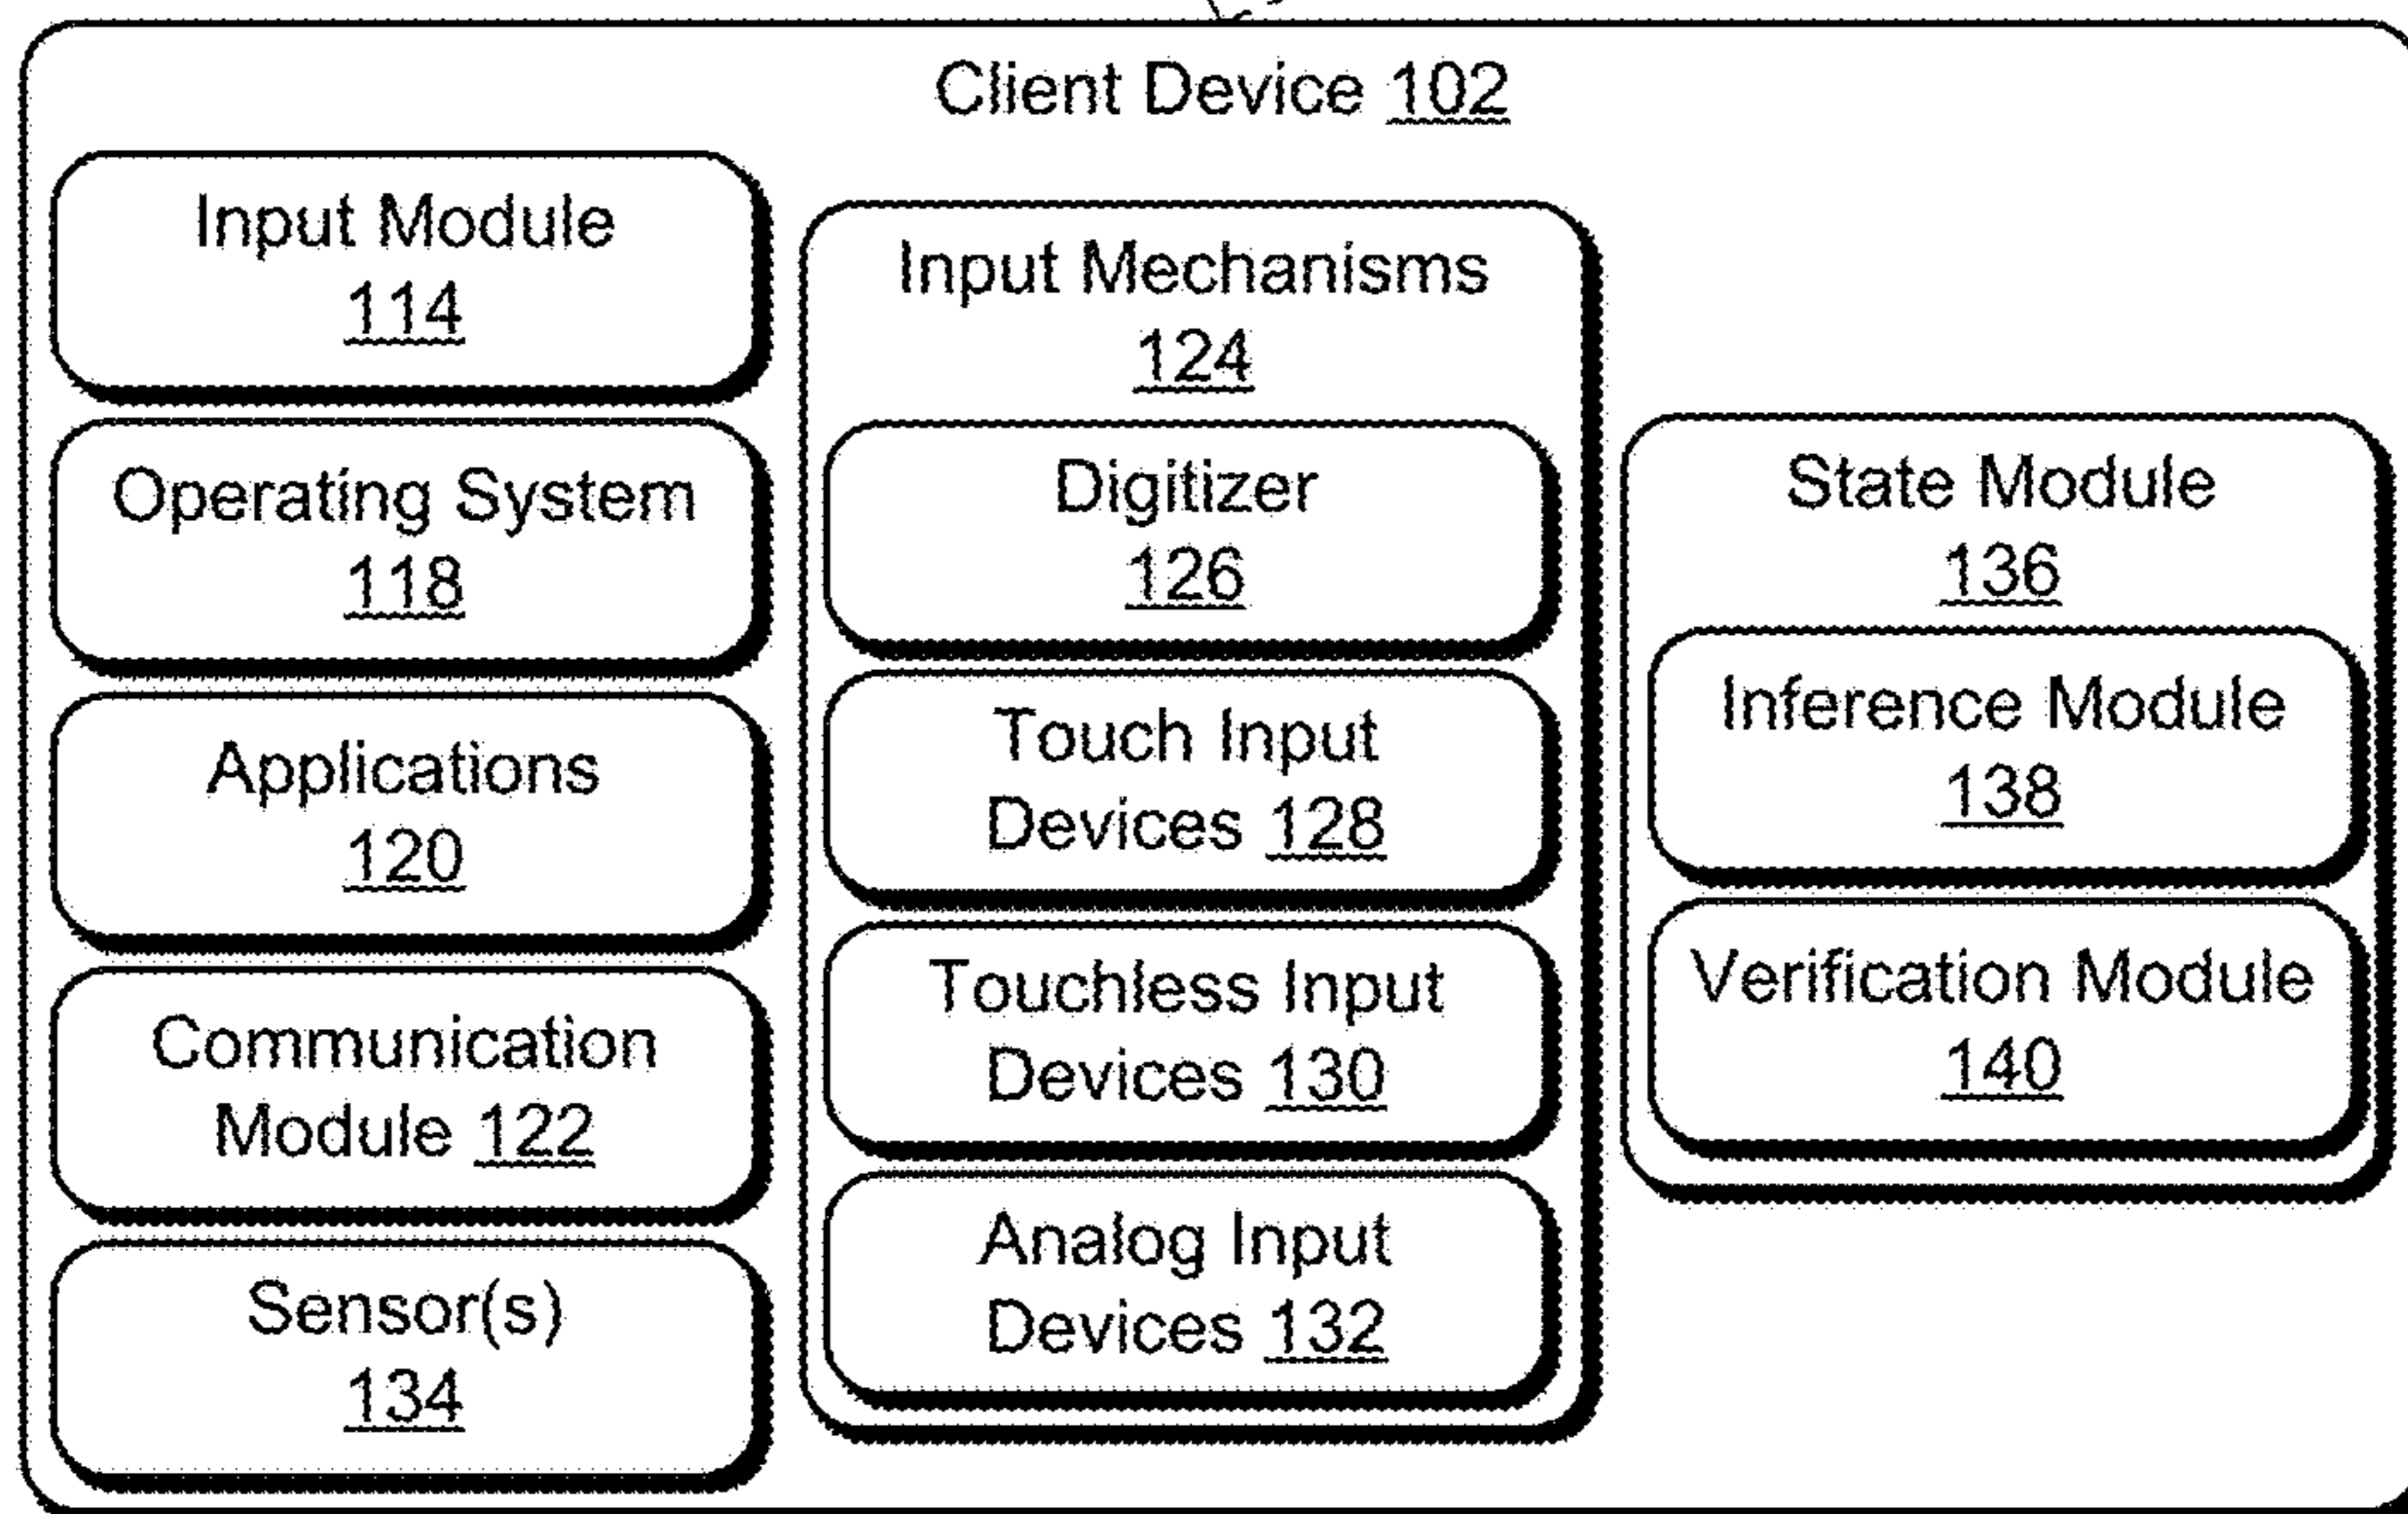 Client Device 102
Input Module
114
Operating System
118
Applications
120
Communication
Module 122
Sensor(s)
134
Input Mechanisms
124
Digitizer
126
Touch Input
Devices 128
Touchless Input
Devices 130
Analog Input
Devices 132
State Module
136
Inference Module
138
Verification Module
140